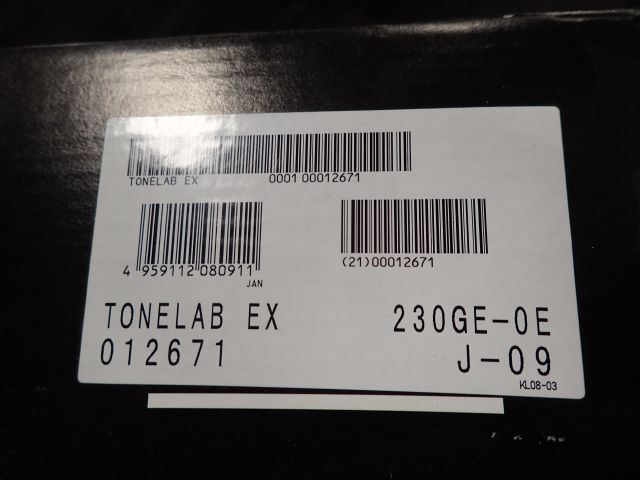 TONELAB EX 0001 00012671
4 959112 080911
JAN
(21)00012671
TONELAB EX 230GE-0E
012671 J-09
KL08-03